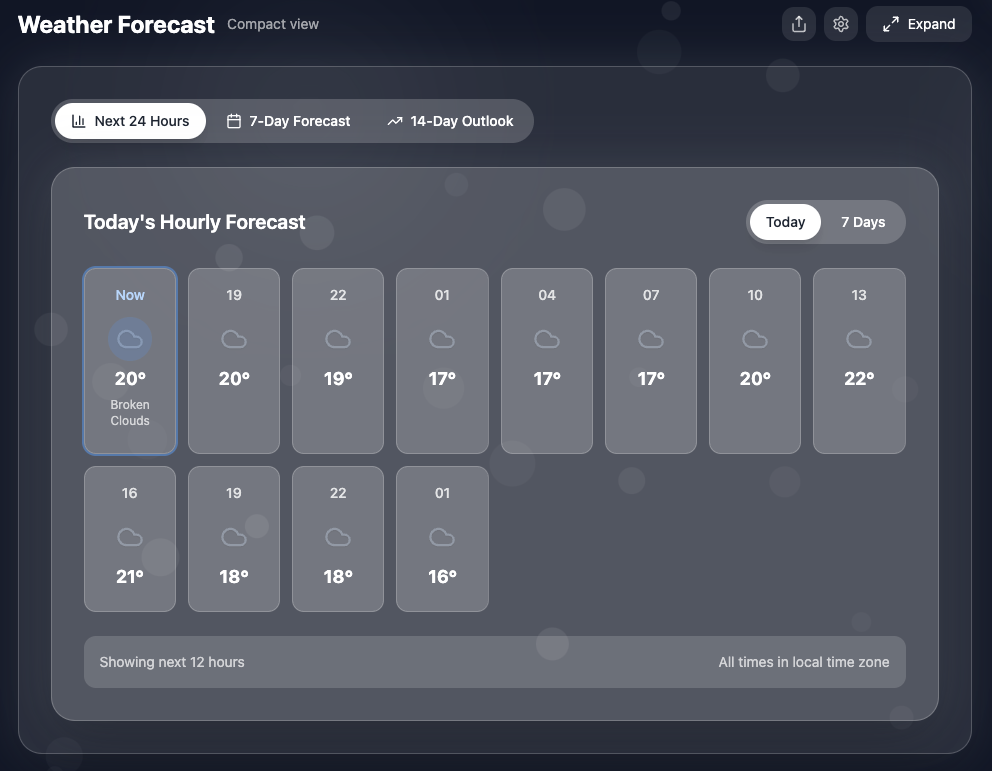 Weather Forecast Compact view Expand
Next 24 Hours 7-Day Forecast 14-Day Outlook
Today's Hourly Forecast Today 7 Days
Now 19 22 01 04 07 10 13
20° 20° 19° 17° 17° 17° 20° 22°
Broken
Clouds
16 19 22 01
21° 18° 18° 16°
Showing next 12 hours All times in local time zone